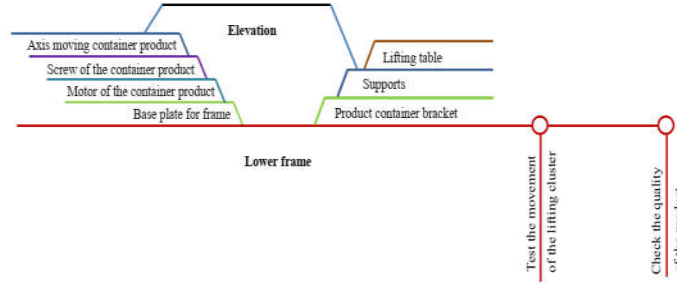 Elevation
Axis moving container product
Screw of the container product
Motor of the container product
Base plate for frame
Lifting table
Supports
Product container bracket
Lower frame
Test the movement
of the lifting cluster
Check the quality